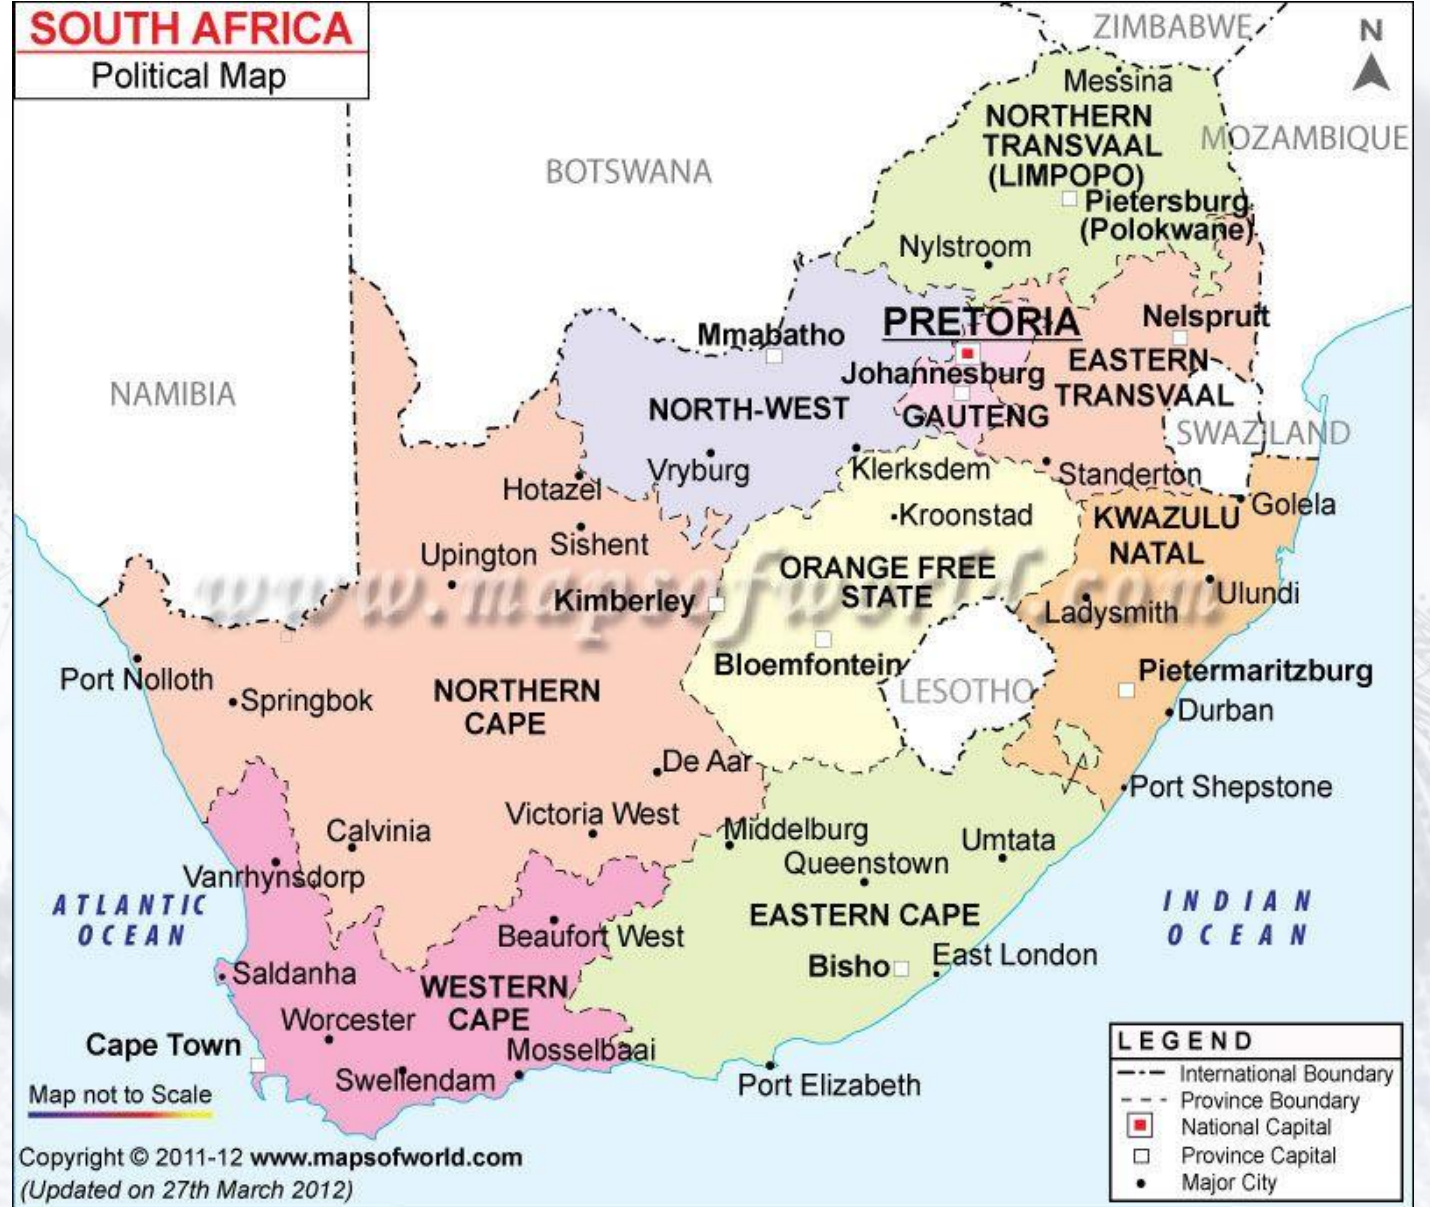 SOUTH AFRICA
Political Map
ZIMBABWE
N
Messina
NORTHERN
TRANSVAAL
(LIMPOPO)
MOZAMBIQUE
BOTSWANA
Pietersburg
(Polokwane)
Nylstroom
PRETORIA
Nelsprult
Mmabatho
Johannesburg
EASTERN
TRANSVAAL
NAMIBIA
NORTH-WEST
GAUTENG
SWAZILAND
Vryburg
Klerksdem
Standerton
Hotazel
Golela
Kroonstad
KWAZULU
NATAL
Upington
Sishent
ORANGE FREE
STATE
www.mapsofworld.com
Kimberley
Ladysmith
Ulundi
Bloemfontein
Pietermaritzburg
Port Nolloth
Springbok
NORTHERN
CAPE
LESOTHO
Durban
De Aar
Port Shepstone
Victoria West
Calvinia
Middelburg
Umtata
Queenstown
Vanrhynsdorp
ATLANTIC
OCEAN
Beaufort West
EASTERN CAPE
INDIAN
OCEAN
Bisho
East London
Saldanha
WESTERN
CAPE
Worcester
Cape Town
Mosselbaai
Swellendam
Port Elizabeth
Map not to Scale
LEGEND
International Boundary
Province Boundary
National Capital
Province Capital
Major City
Copyright © 2011-12 www.mapsofworld.com
(Updated on 27th March 2012)